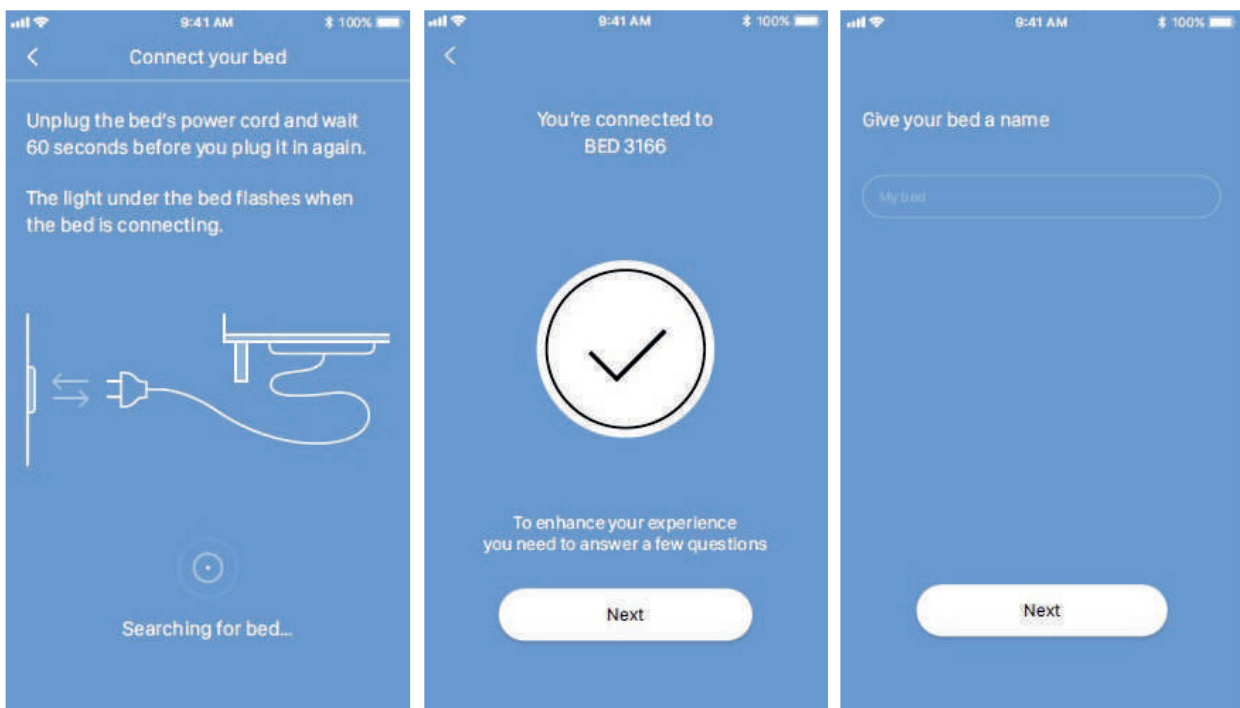 9:41 AM
100%
Connect your bed
Unplug the bed's power cord and wait
60 seconds before you plug it in again.
The light under the bed flashes when
the bed is connecting.
Searching for bed...
9:41 AM
100%
You're connected to
BED 3166
To enhance your experience
you need to answer a few questions
Next
9:41 AM
100%
Give your bed a name
My bed
Next